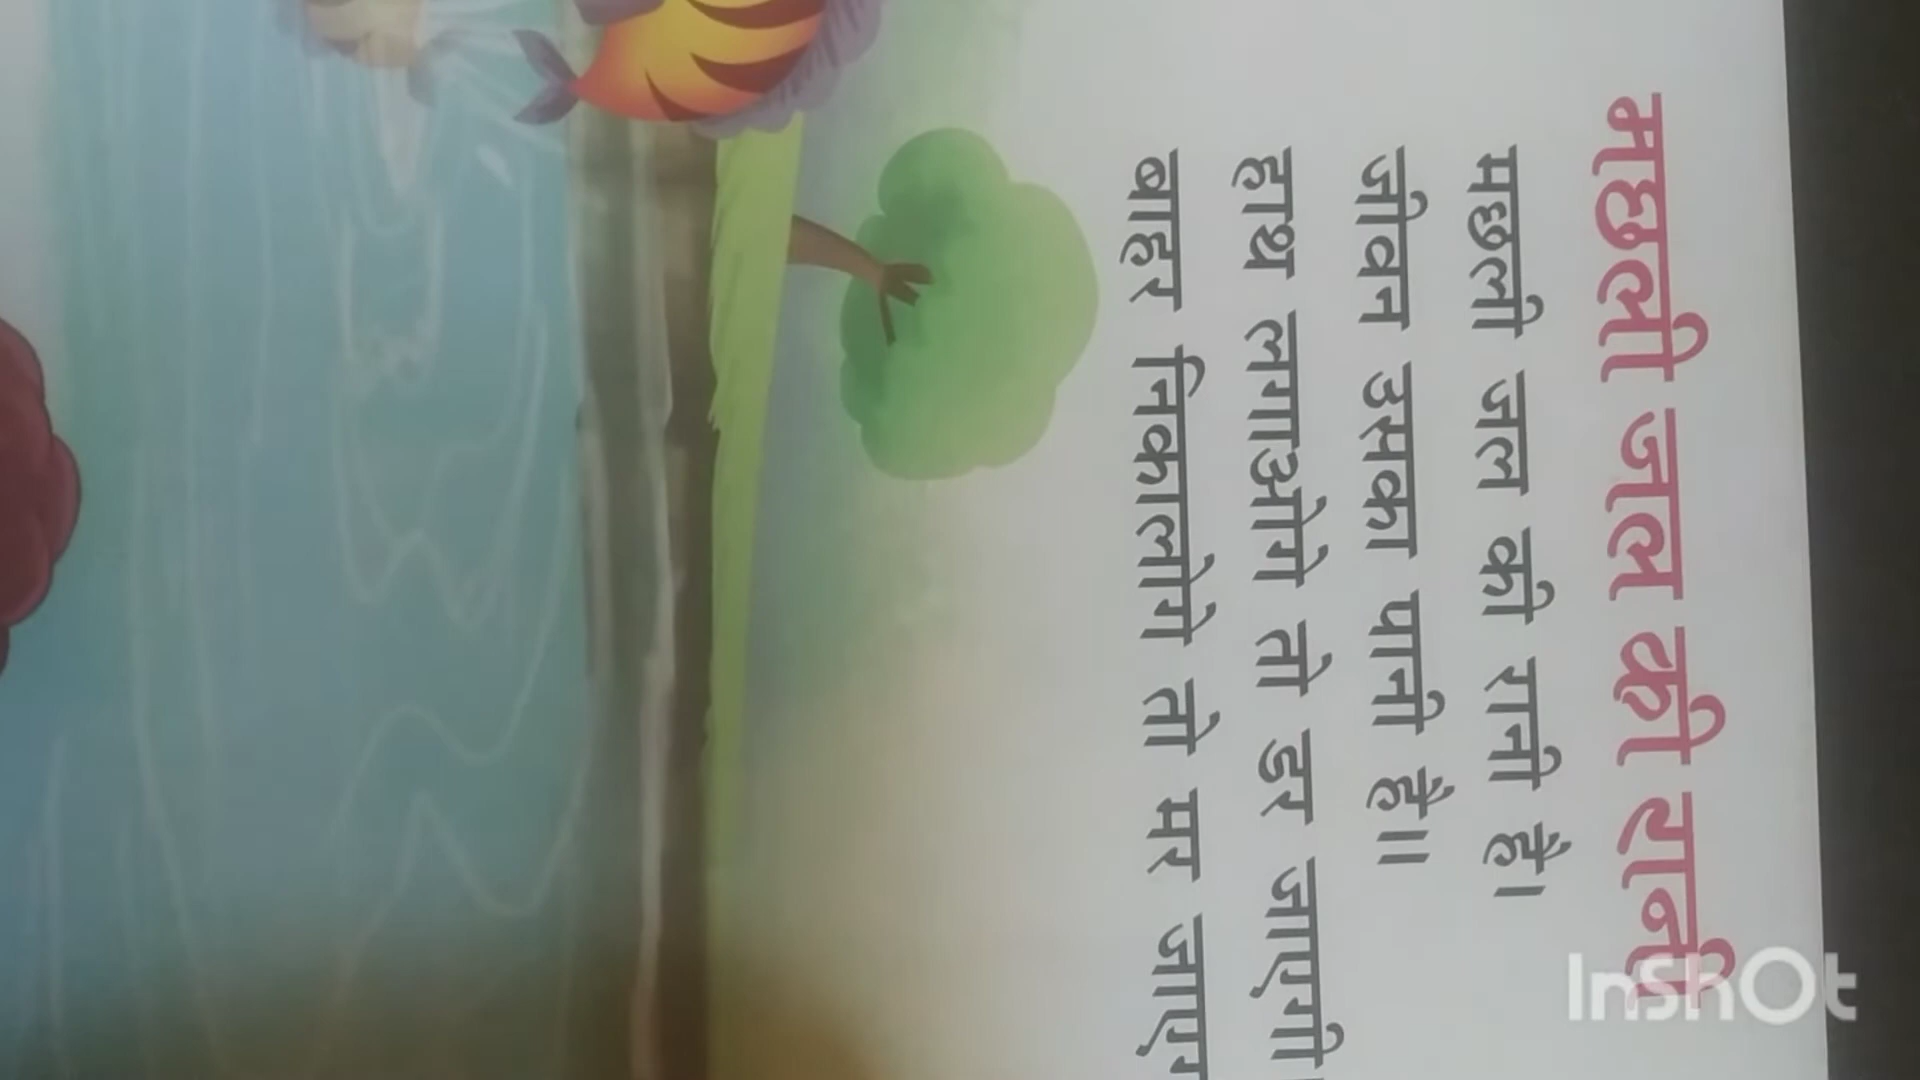 मछली जल की रानी
मछली जल की रानी है।
जीवन उसका पानी है॥
हाथ लगाओगे तो डर जाएगी।
बाहर निकालोगे तो मर
InShOt